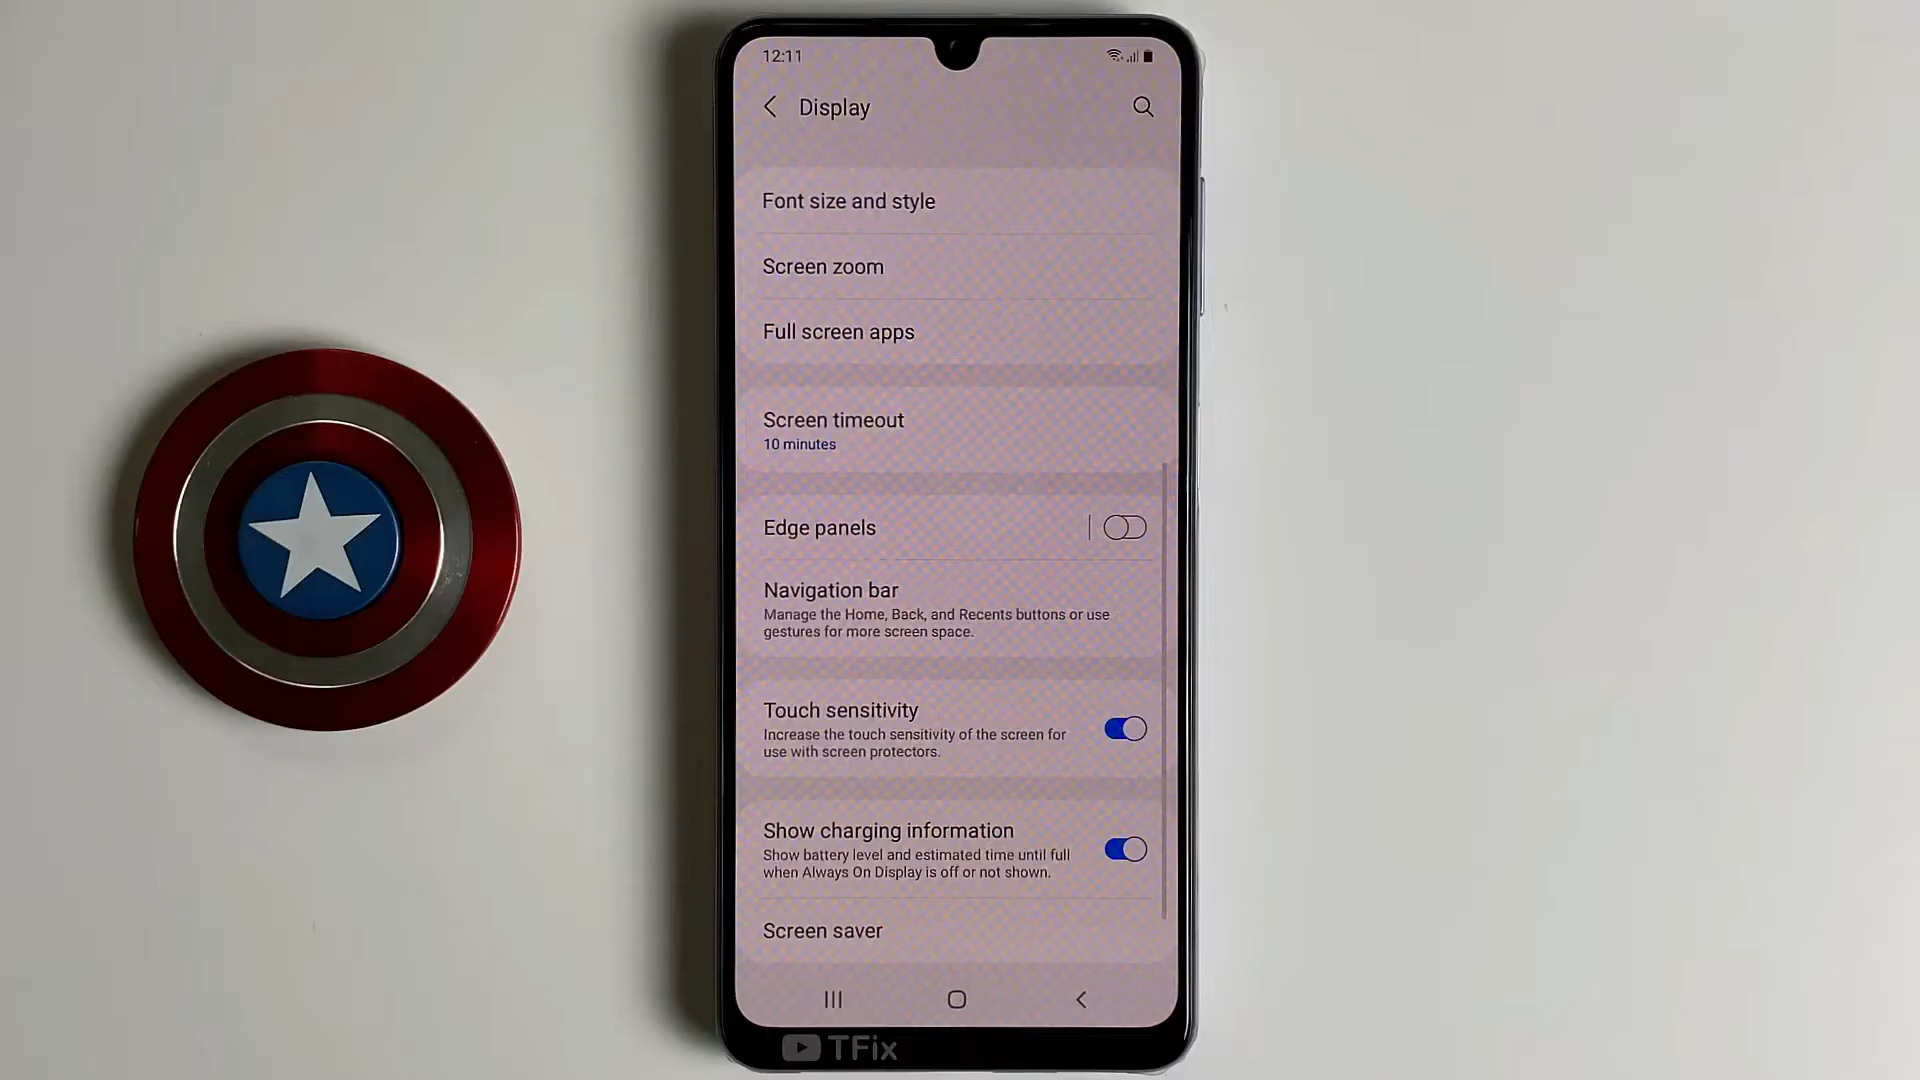 12:11
Display
Font size and style
Screen zoom
Full screen apps
Screen timeout
10 minutes
Edge panels
Navigation bar
Manage the Home, Back, and Recents buttons or use
gestures for more screen space.
Touch sensitivity
Increase the touch sensitivity of the screen for
use with screen protectors.
Show charging information
Show battery level and estimated time until full
when Always On Display is off or not shown.
Screen saver
TFix